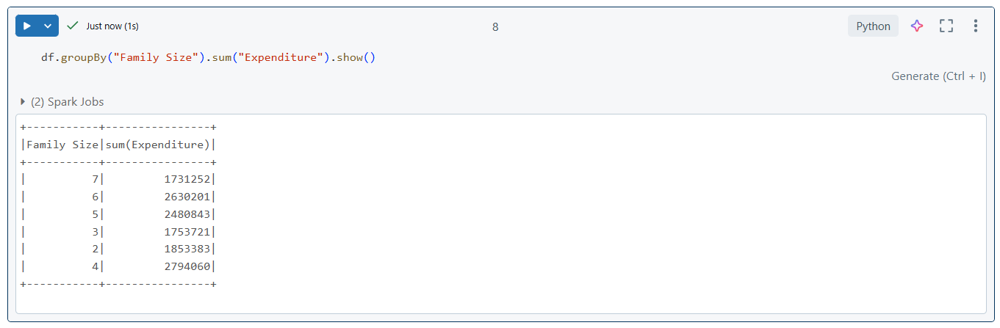 Just now (1s)
8
Python
df.groupBy("Family Size").sum("Expenditure").show()
Generate (Ctrl + I)
(2) Spark Jobs
+-----------+----------------+
|Family Size|sum(Expenditure)|
+-----------+----------------+
|          7|         1731252|
|          6|         2630201|
|          5|         2480843|
|          3|         1753721|
|          2|         1853383|
|          4|         2794060|
+-----------+----------------+